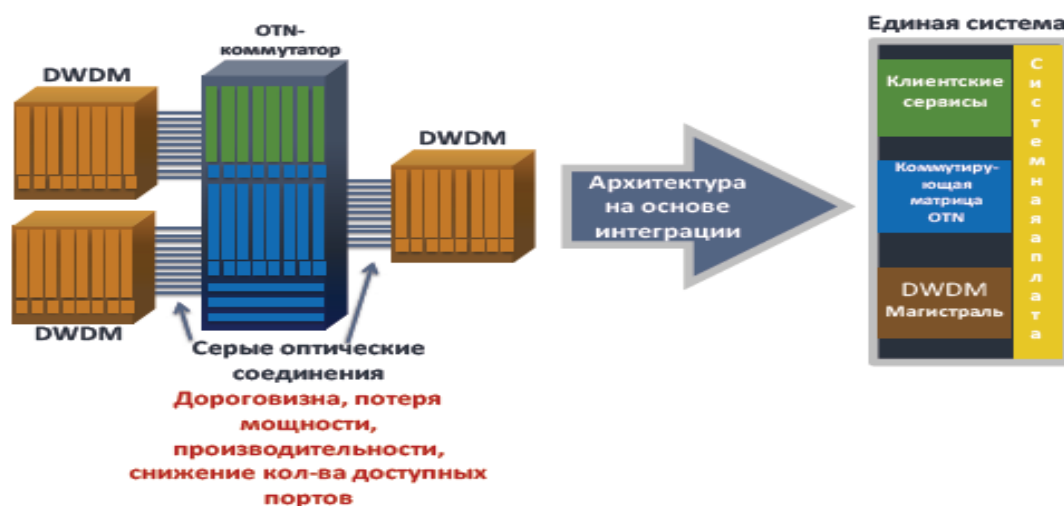 OTN-
коммутатор
DWDM
DWDM
DWDM
Серые оптические
соединения
Дороговизна, потеря
мощности,
производительности,
снижение кол-ва доступных
портов
Архитектура
на основе
интеграции
Единая система
Клиентские
сервисы
Коммутиру-
ющая
матрица
OTN
DWDM
Магистраль
С
и
с
т
е
м
н
а
я
п
л
а
т
а